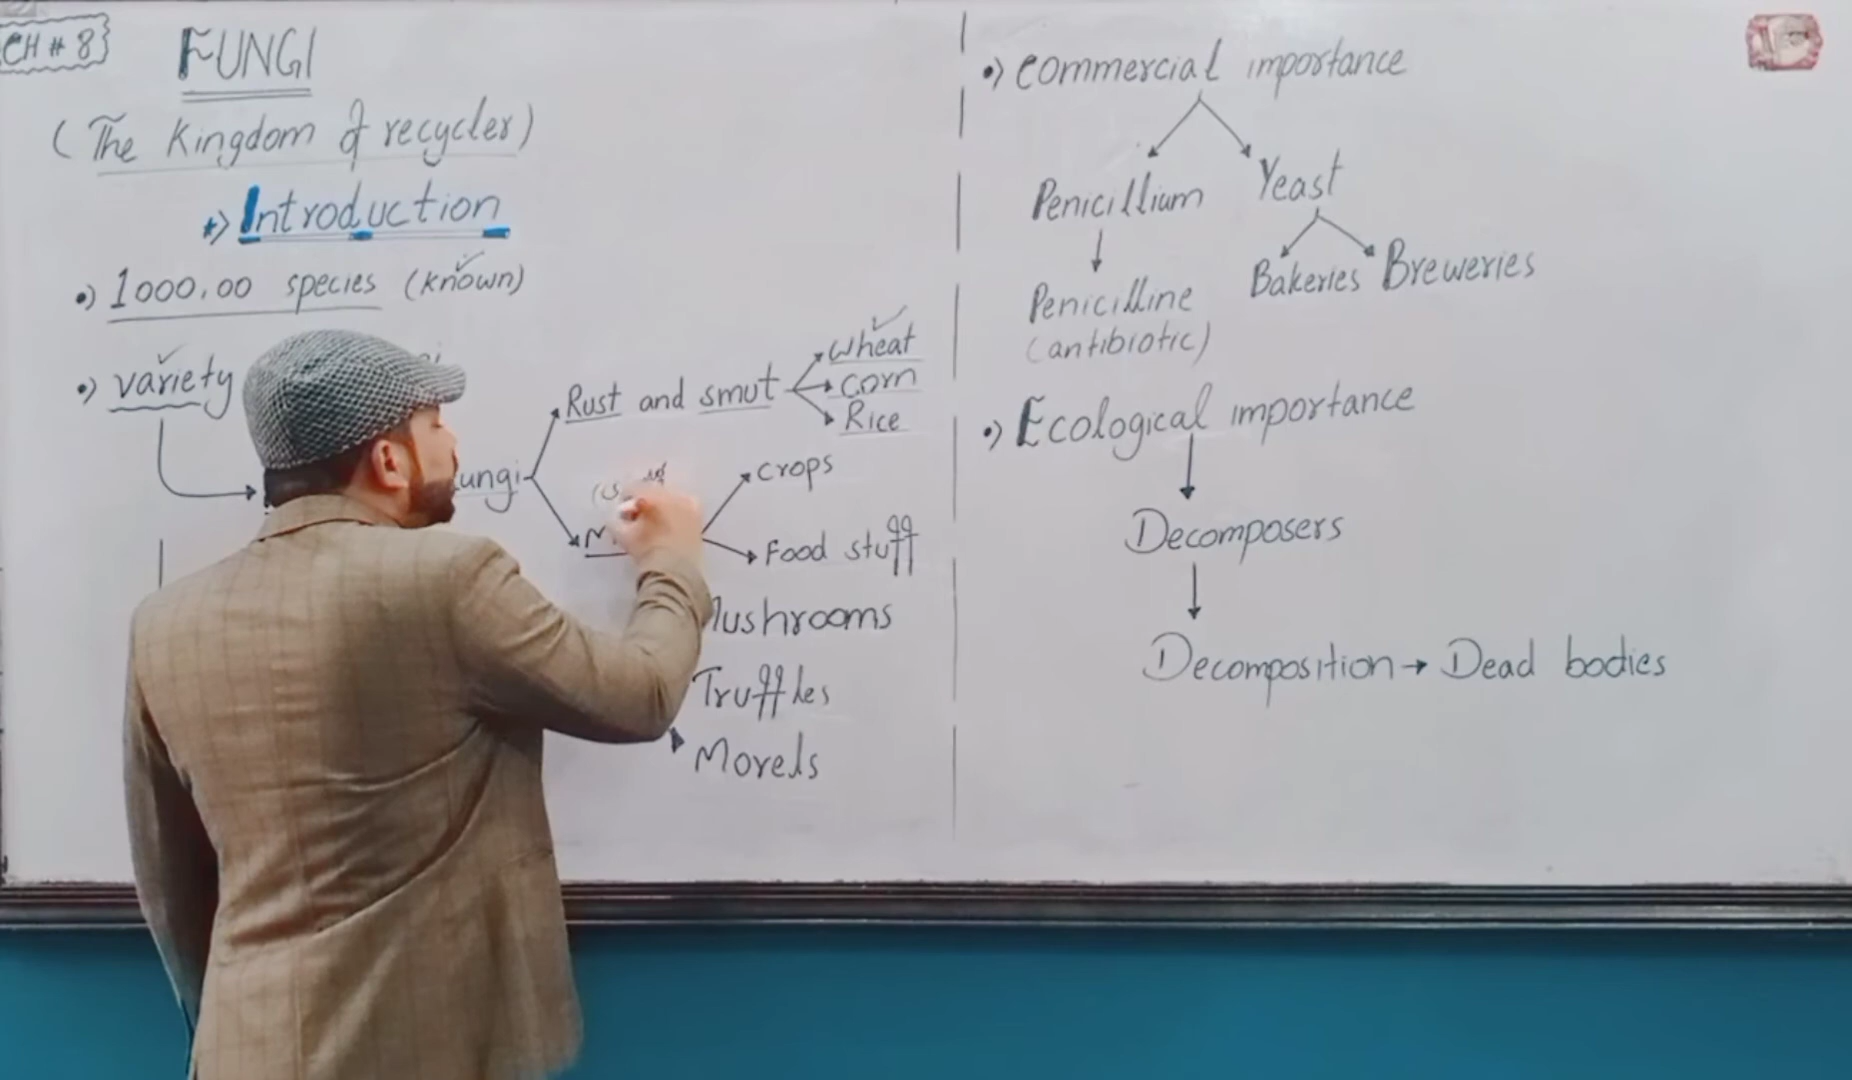 CH # 8
FUNGI
(The Kingdom of recycler)
*) Introduction
•) 1000,00 species (known)
•) variety
ungi
Rust and smut
Wheat
corn
Rice
crops
Food stuff
Mushrooms
Truffles
Morels
•) commercial importance
Penicillium Yeast
Penicilline
(antibiotic)
Bakeries Breweries
•) Ecological importance
Decomposers
Decomposition → Dead bodies